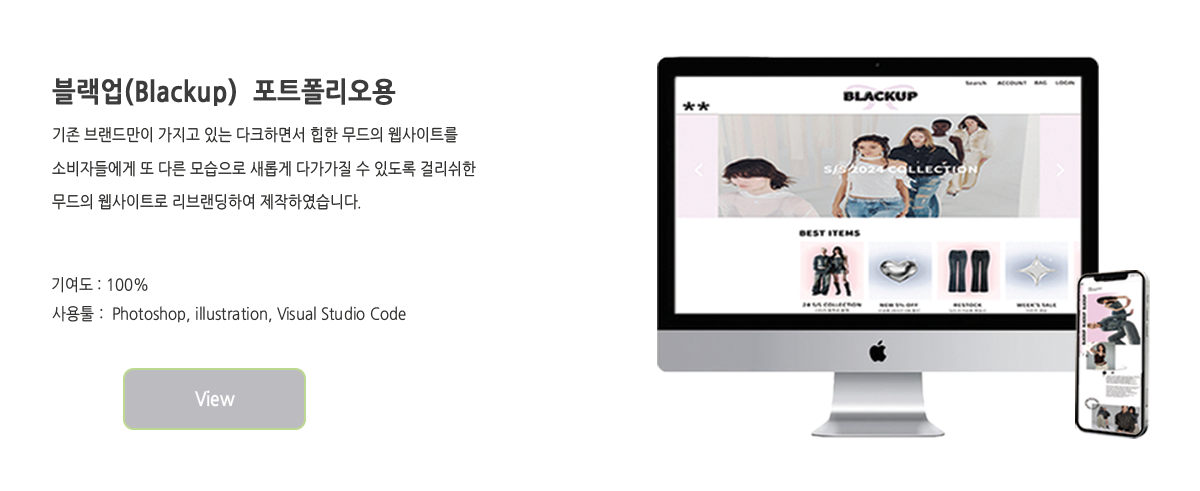 블랙업(Blackup) 포트폴리오용
기존 브랜드만이 가지고 있는 다크하면서 힙한 무드의 웹사이트를
소비자들에게 또 다른 모습으로 새롭게 다가가질 수 있도록 걸리쉬한
무드의 웹사이트로 리브랜딩하여 제작하였습니다.
기여도 : 100%
사용툴 : Photoshop, illustration, Visual Studio Code
View
Search ACCOUNT BAG LOGIN
**
BLACKUP
S/S 2024 COLLECTION
BEST ITEMS
24 S/S COLLECTION
NEW 5% OFF
RESTOCK
WEEK'S SALE